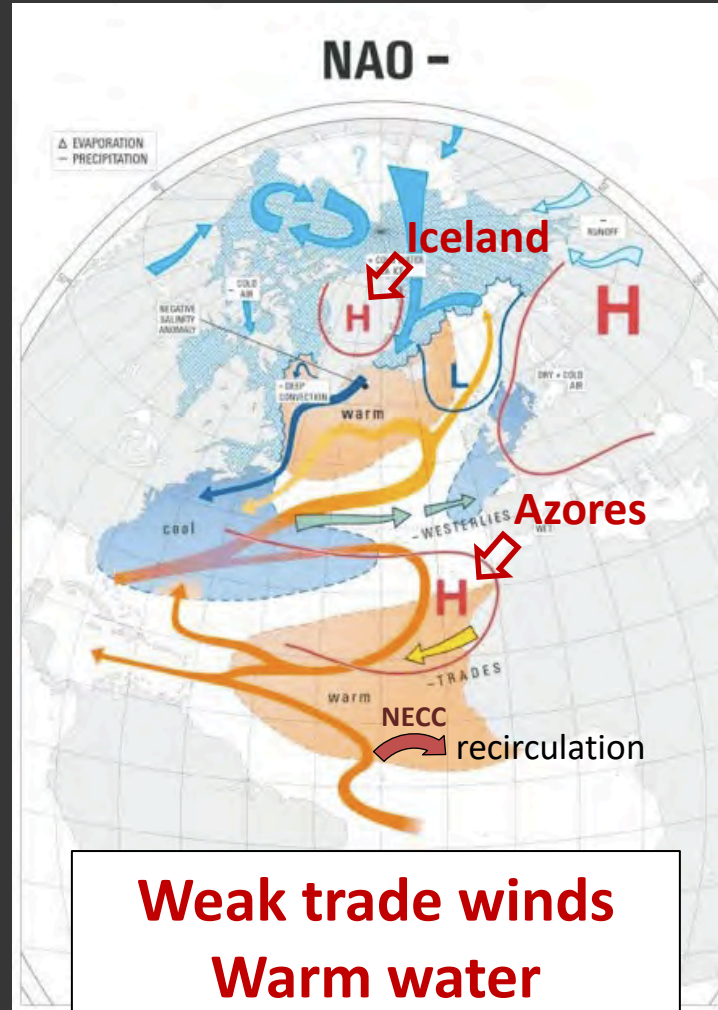 NAO -
△ EVAPORATION
– PRECIPITATION
?
Iceland
–
RUNOFF
– COLD
AIR
H
H
NEGATIVE
SALINITY
ANOMALY
L
DRY + COLD
AIR
– DEEP
CONVECTION
warm
cool
– WESTERLIES
Azores
H
– TRADES
warm
NECC
recirculation
Weak trade winds
Warm water